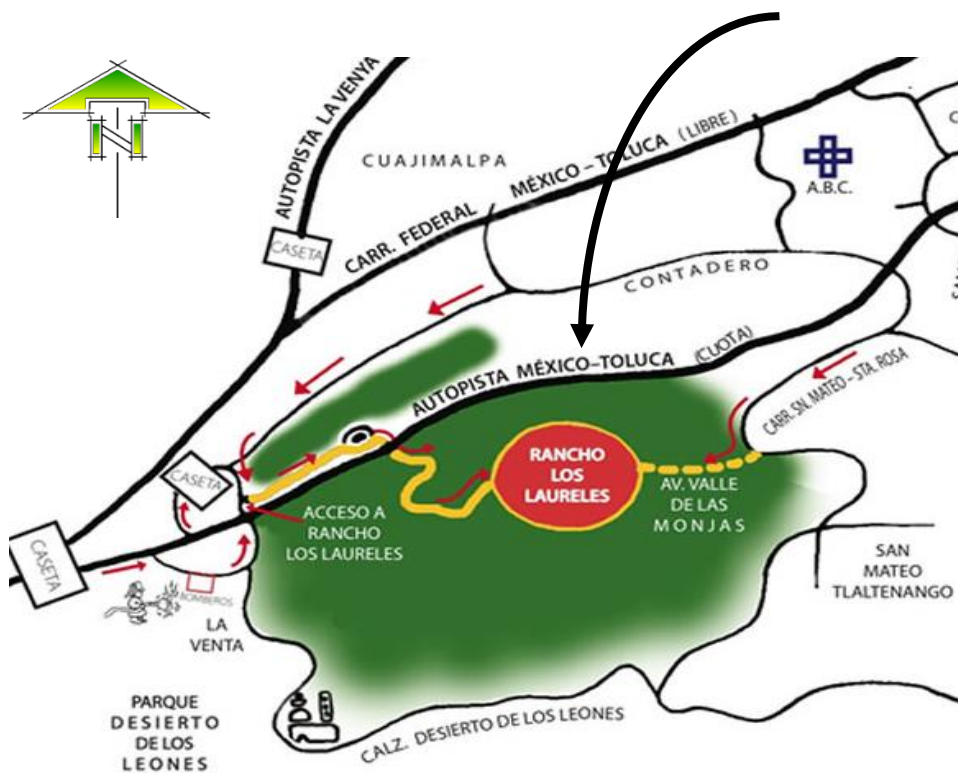 N
AUTOPISTA LA VENYA
CUAJIMALPA
CARR. FEDERAL MÉXICO – TOLUCA (LIBRE)
A.B.C.
CASETA
CONTADERO
AUTOPISTA MÉXICO–TOLUCA (CUOTA)
CARR. SN. MATEO – STA. ROSA
CASETA
RANCHO
LOS
LAURELES
AV. VALLE
DE LAS
MONJAS
ACCESO A
RANCHO
LOS LAURELES
CASETA
SAN
MATEO
TLALTENANGO
BOMBEROS
LA
VENTA
PARQUE
DESIERTO
DE LOS
LEONES
CALZ. DESIERTO DE LOS LEONES